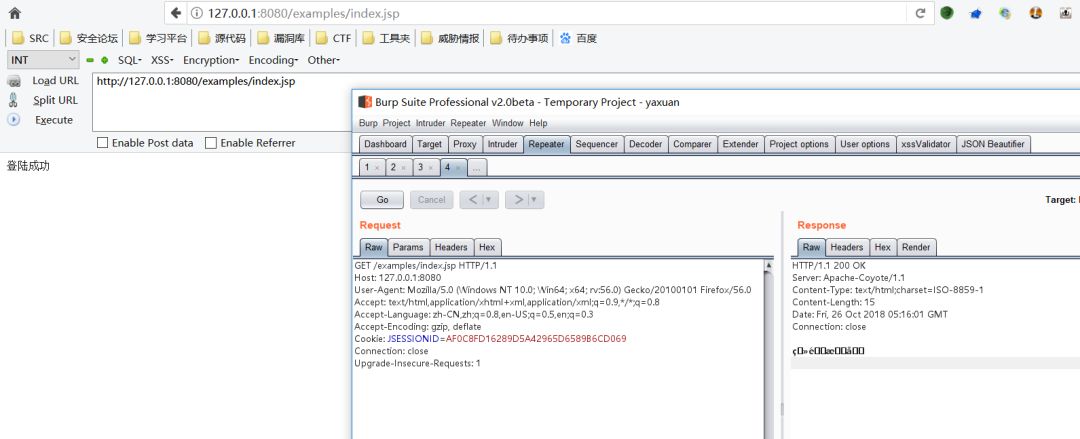 127.0.0.1:8080/examples/index.jsp
SRC 安全论坛 学习平台 源代码 漏洞库 CTF 工具夹 威胁情报 待办事项 百度
INT SQL- XSS- Encryption- Encoding- Other-
Load URL http://127.0.0.1:8080/examples/index.jsp
Split URL
Execute
Enable Post data Enable Referrer
登陆成功
Burp Suite Professional v2.0beta - Temporary Project - yaxuan
Burp Project Intruder Repeater Window Help
Dashboard Target Proxy Intruder Repeater Sequencer Decoder Comparer Extender Project options User options xssValidator JSON Beautifier
1 × 2 × 3 × 4 × ...
Go Cancel < > Target:
Request
Raw Params Headers Hex
GET /examples/index.jsp HTTP/1.1
Host: 127.0.0.1:8080
User-Agent: Mozilla/5.0 (Windows NT 10.0; Win64; x64; rv:56.0) Gecko/20100101 Firefox/56.0
Accept: text/html,application/xhtml+xml,application/xml;q=0.9,*/*;q=0.8
Accept-Language: zh-CN,zh;q=0.8,en-US;q=0.5,en;q=0.3
Accept-Encoding: gzip, deflate
Cookie: JSESSIONID=AF0C8FD16289D5A42965D6589B6CD069
Connection: close
Upgrade-Insecure-Requests: 1
Response
Raw Headers Hex Render
HTTP/1.1 200 OK
Server: Apache-Coyote/1.1
Content-Type: text/html;charset=ISO-8859-1
Content-Length: 15
Date: Fri, 26 Oct 2018 05:16:01 GMT
Connection: close